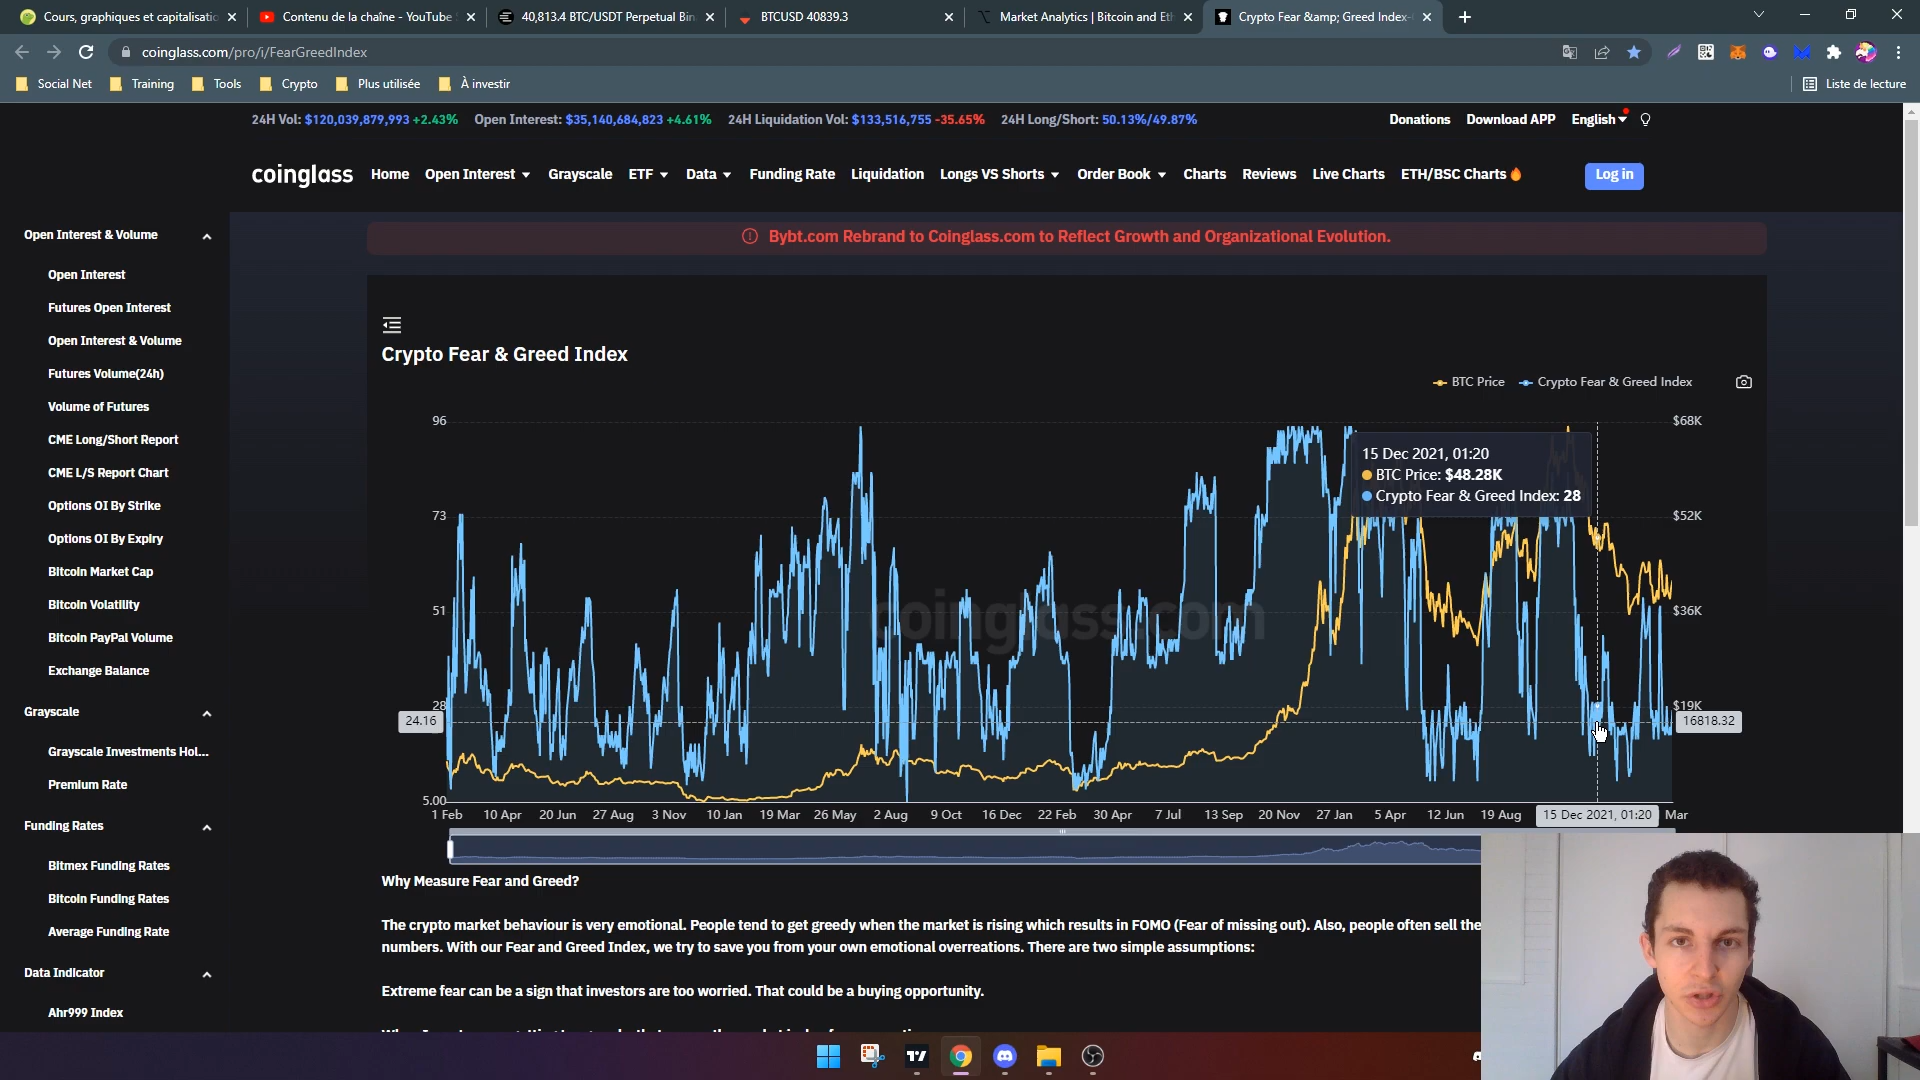 Cours, graphiques et capitalisatio
Contenu de la chaîne - YouTube
40,813.4 BTC/USDT Perpetual Bin
BTCUSD 40839.3
Market Analytics | Bitcoin and Et
Crypto Fear &amp; Greed Index-
coinglass.com/pro/i/FearGreedIndex
Social Net
Training
Tools
Crypto
Plus utilisée
À investir
Liste de lecture
24H Vol: $120,039,879,993 +2.43% Open Interest: $35,140,684,823 +4.61% 24H Liquidation Vol: $133,516,755 -35.65% 24H Long/Short: 50.13%/49.87%
Donations Download APP English
coinglass Home Open Interest Grayscale ETF Data Funding Rate Liquidation Longs VS Shorts Order Book Charts Reviews Live Charts ETH/BSC Charts
Log in
Bybt.com Rebrand to Coinglass.com to Reflect Growth and Organizational Evolution.
Open Interest & Volume
Open Interest
Futures Open Interest
Open Interest & Volume
Futures Volume(24h)
Volume of Futures
CME Long/Short Report
CME L/S Report Chart
Options OI By Strike
Options OI By Expiry
Bitcoin Market Cap
Bitcoin Volatility
Bitcoin PayPal Volume
Exchange Balance
Grayscale
Grayscale Investments Hol...
Premium Rate
Funding Rates
Bitmex Funding Rates
Bitcoin Funding Rates
Average Funding Rate
Data Indicator
Ahr999 Index
Crypto Fear & Greed Index
BTC Price Crypto Fear & Greed Index
96
73
51
28
24.16
5.00
$68K
$52K
$36K
$19K
16818.32
15 Dec 2021, 01:20
BTC Price: $48.28K
Crypto Fear & Greed Index: 28
coinglass.com
1 Feb 10 Apr 20 Jun 27 Aug 3 Nov 10 Jan 19 Mar 26 May 2 Aug 9 Oct 16 Dec 22 Feb 30 Apr 7 Jul 13 Sep 20 Nov 27 Jan 5 Apr 12 Jun 19 Aug 15 Dec 2021, 01:20 Mar
Why Measure Fear and Greed?
The crypto market behaviour is very emotional. People tend to get greedy when the market is rising which results in FOMO (Fear of missing out). Also, people often sell the
numbers. With our Fear and Greed Index, we try to save you from your own emotional overreations. There are two simple assumptions:
Extreme fear can be a sign that investors are too worried. That could be a buying opportunity.